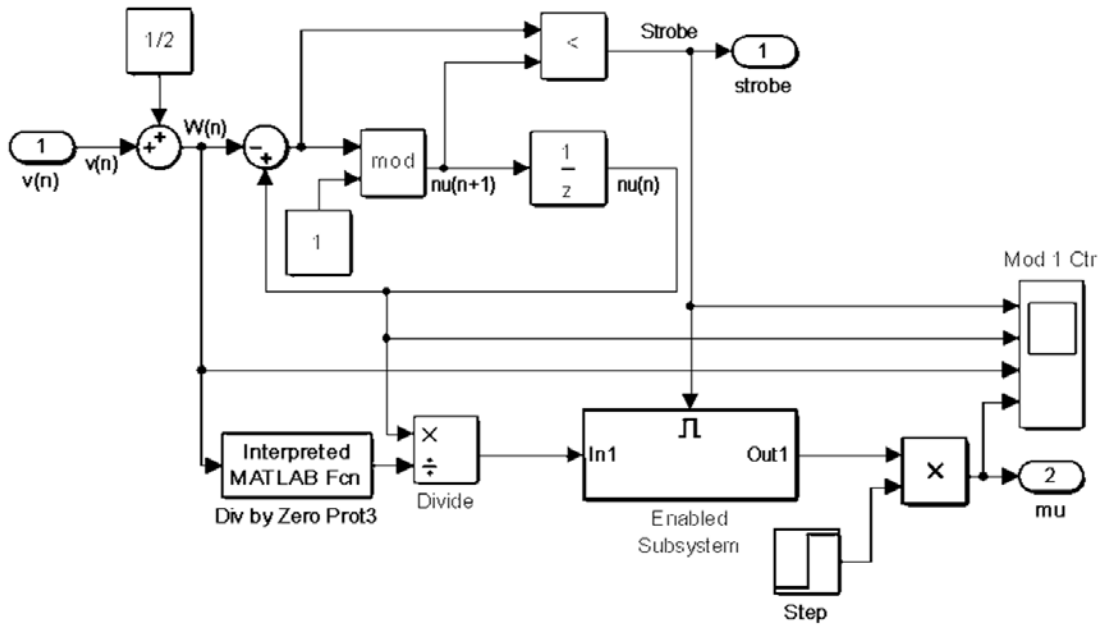 1/2
1
v(n)
v(n)
+
+
W(n)
-
+
mod
1
nu(n+1)
1
z
nu(n)
<
Strobe
1
strobe
Mod 1 Ctr
Interpreted
MATLAB Fcn
Div by Zero Prot3
×
÷
Divide
In1
Out1
Enabled
Subsystem
Step
×
2
mu